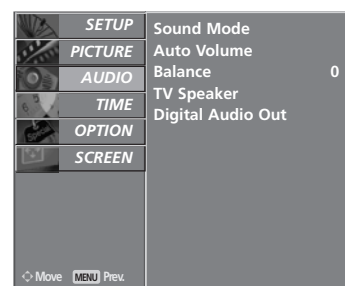 SETUP
PICTURE
AUDIO
TIME
OPTION
SCREEN
Sound Mode
Auto Volume
Balance 0
TV Speaker
Digital Audio Out
Special
Move MENU Prev.